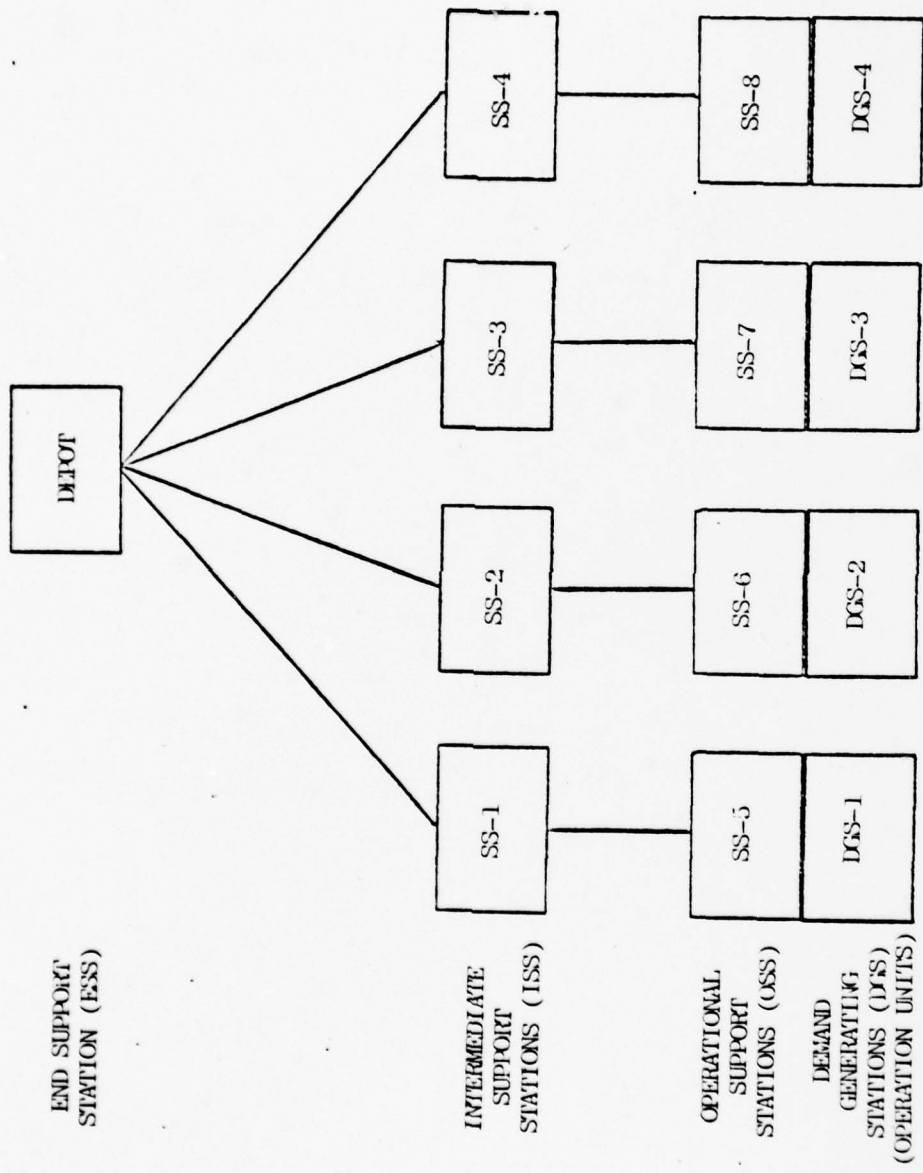 END SUPPORT
STATION (ESS)
DEPOT
INTERMEDIATE
SUPPORT
STATIONS (ISS)
SS-1
SS-2
SS-3
SS-4
OPERATIONAL
SUPPORT
STATIONS (OSS)
SS-5
SS-6
SS-7
SS-8
DEMAND
GENERATING
STATIONS (DGS)
(OPERATION UNITS)
DGS-1
DGS-2
DGS-3
DGS-4